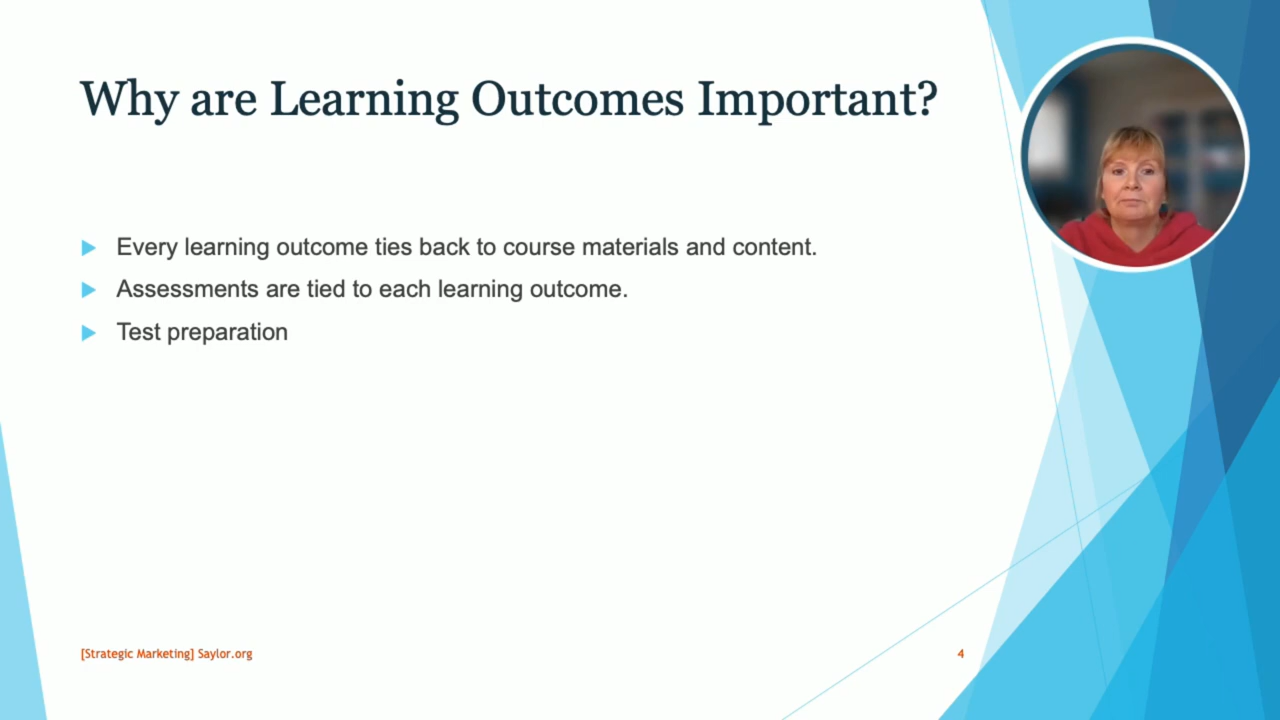 Why are Learning Outcomes Important?
Every learning outcome ties back to course materials and content.
Assessments are tied to each learning outcome.
Test preparation
[Strategic Marketing] Saylor.org
4